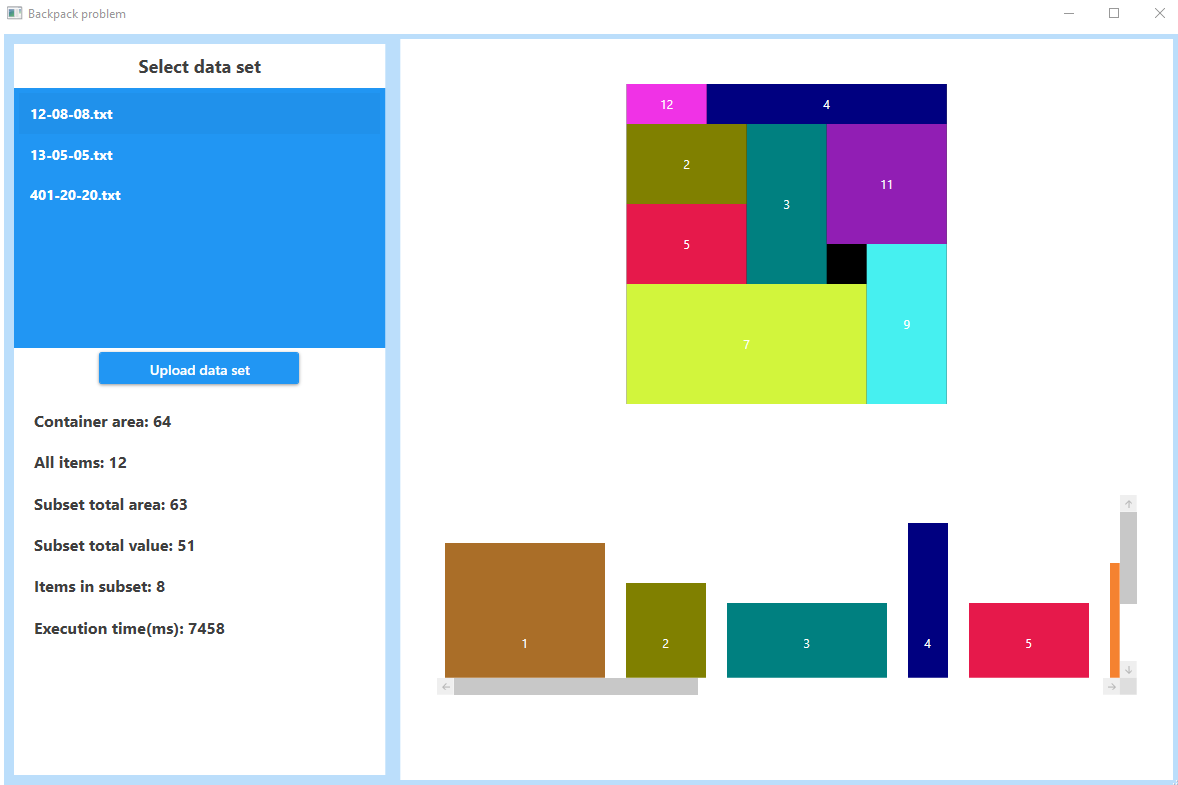 Backpack problem
Select data set
12-08-08.txt
13-05-05.txt
401-20-20.txt
Upload data set
Container area: 64
All items: 12
Subset total area: 63
Subset total value: 51
Items in subset: 8
Execution time(ms): 7458
12
4
2
3
11
5
9
7
1
2
3
4
5